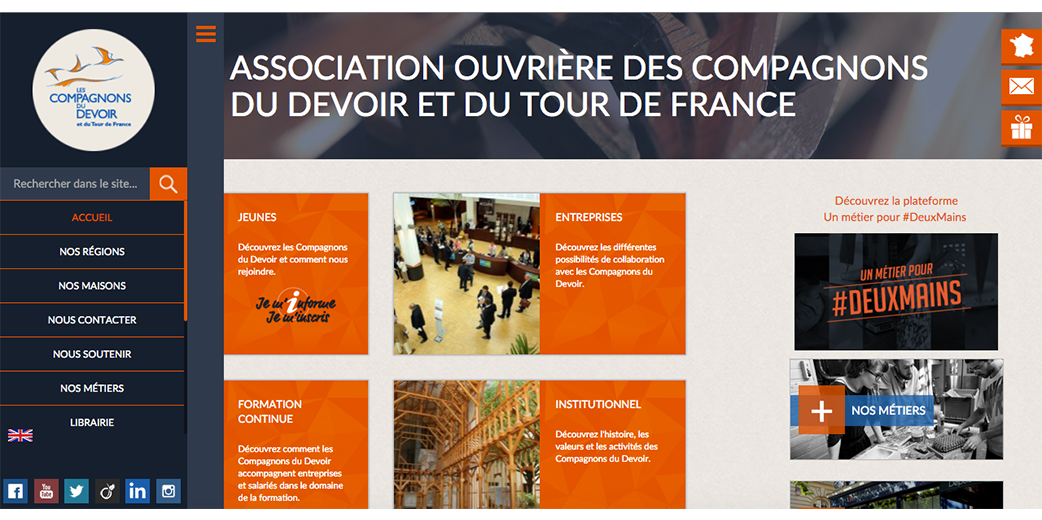 LES
COMPAGNONS
DU
DEVOIR
et du Tour de France
Rechercher dans le site...
ACCUEIL
NOS RÉGIONS
NOS MAISONS
NOUS CONTACTER
NOUS SOUTENIR
NOS MÉTIERS
LIBRAIRIE
You
Tube
in
ASSOCIATION OUVRIÈRE DES COMPAGNONS
DU DEVOIR ET DU TOUR DE FRANCE
JEUNES
Découvrez les Compagnons
du Devoir et comment nous
rejoindre.
Je m'informe
Je m'inscris
ENTREPRISES
Découvrez les différentes
possibilités de collaboration
avec les Compagnons du
Devoir.
FORMATION
CONTINUE
Découvrez comment les
Compagnons du Devoir
accompagnent entreprises
et salariés dans le domaine
de la formation.
INSTITUTIONNEL
Découvrez l'histoire, les
valeurs et les activités des
Compagnons du Devoir.
Découvrez la plateforme
Un métier pour #DeuxMains
UN MÉTIER POUR
#DEUXMAINS
+ NOS MÉTIERS